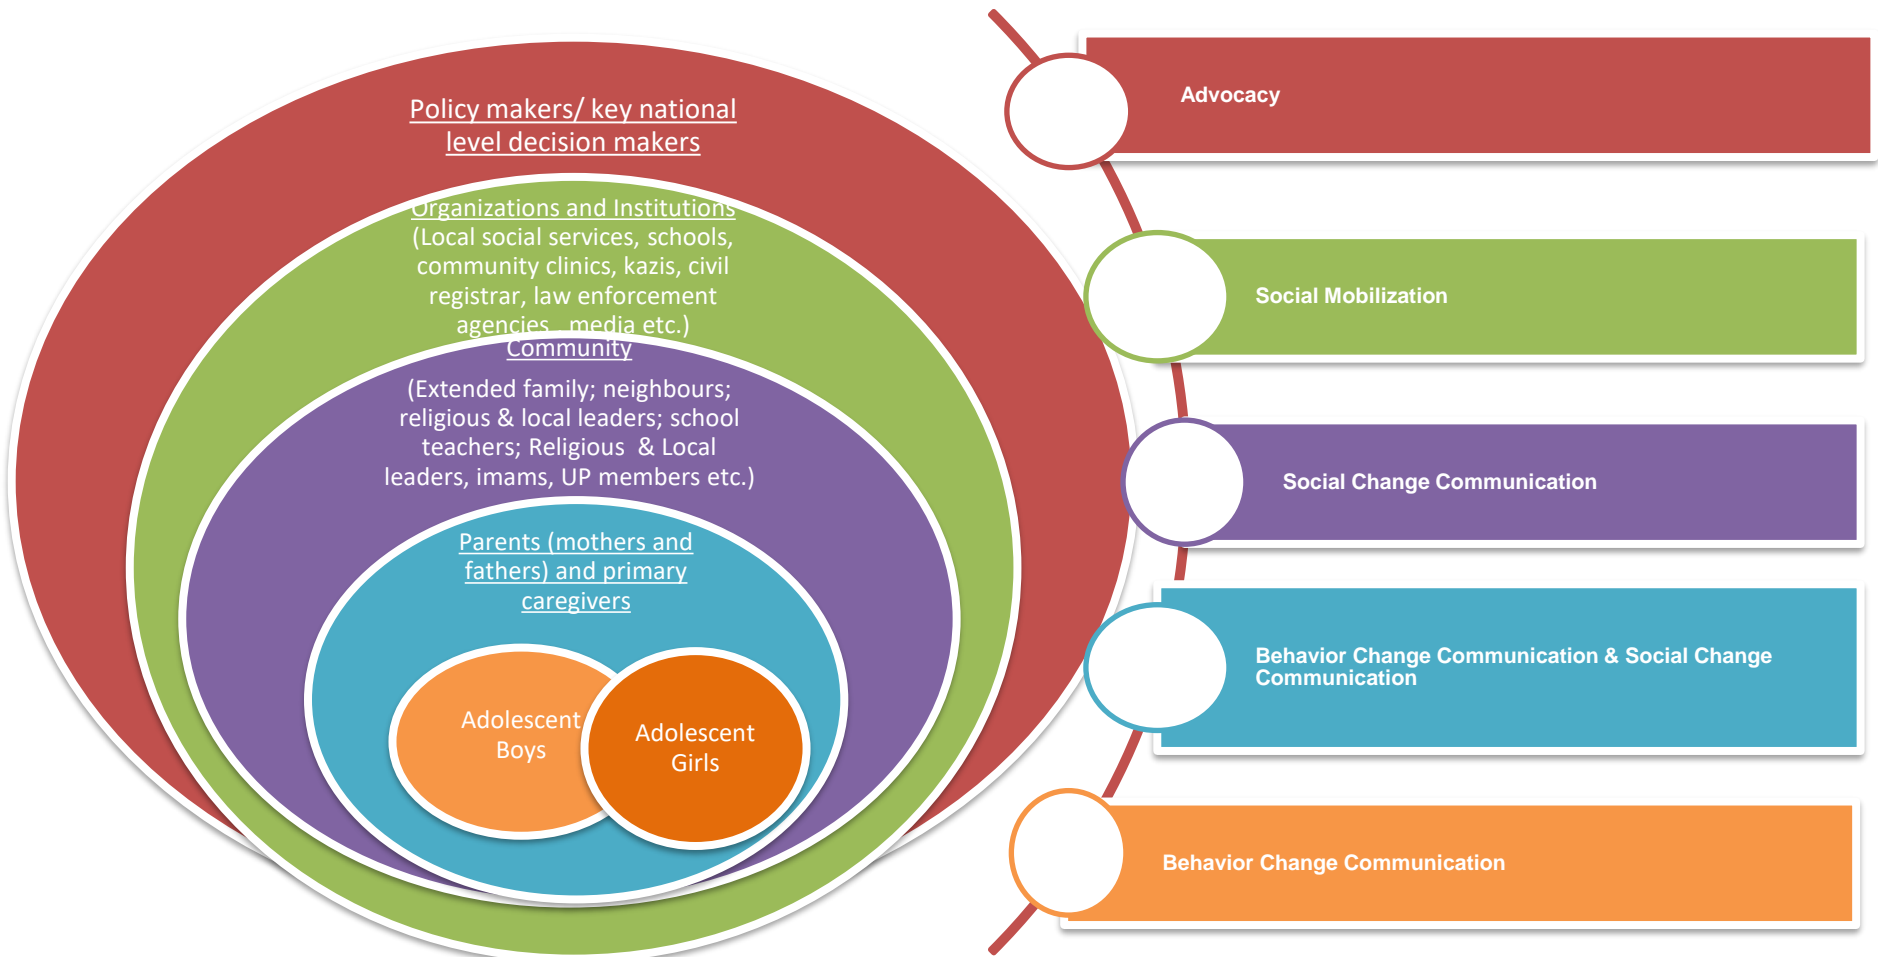 Policy makers/ key national
level decision makers
Organizations and Institutions
(Local social services, schools,
community clinics, kazis, civil
registrar, law enforcement
agencies, media etc.)
Community
(Extended family; neighbours;
religious & local leaders; school
teachers; Religious & Local
leaders, imams, UP members etc.)
Parents (mothers and
fathers) and primary
caregivers
Adolescent
Boys
Adolescent
Girls
Advocacy
Social Mobilization
Social Change Communication
Behavior Change Communication & Social Change
Communication
Behavior Change Communication